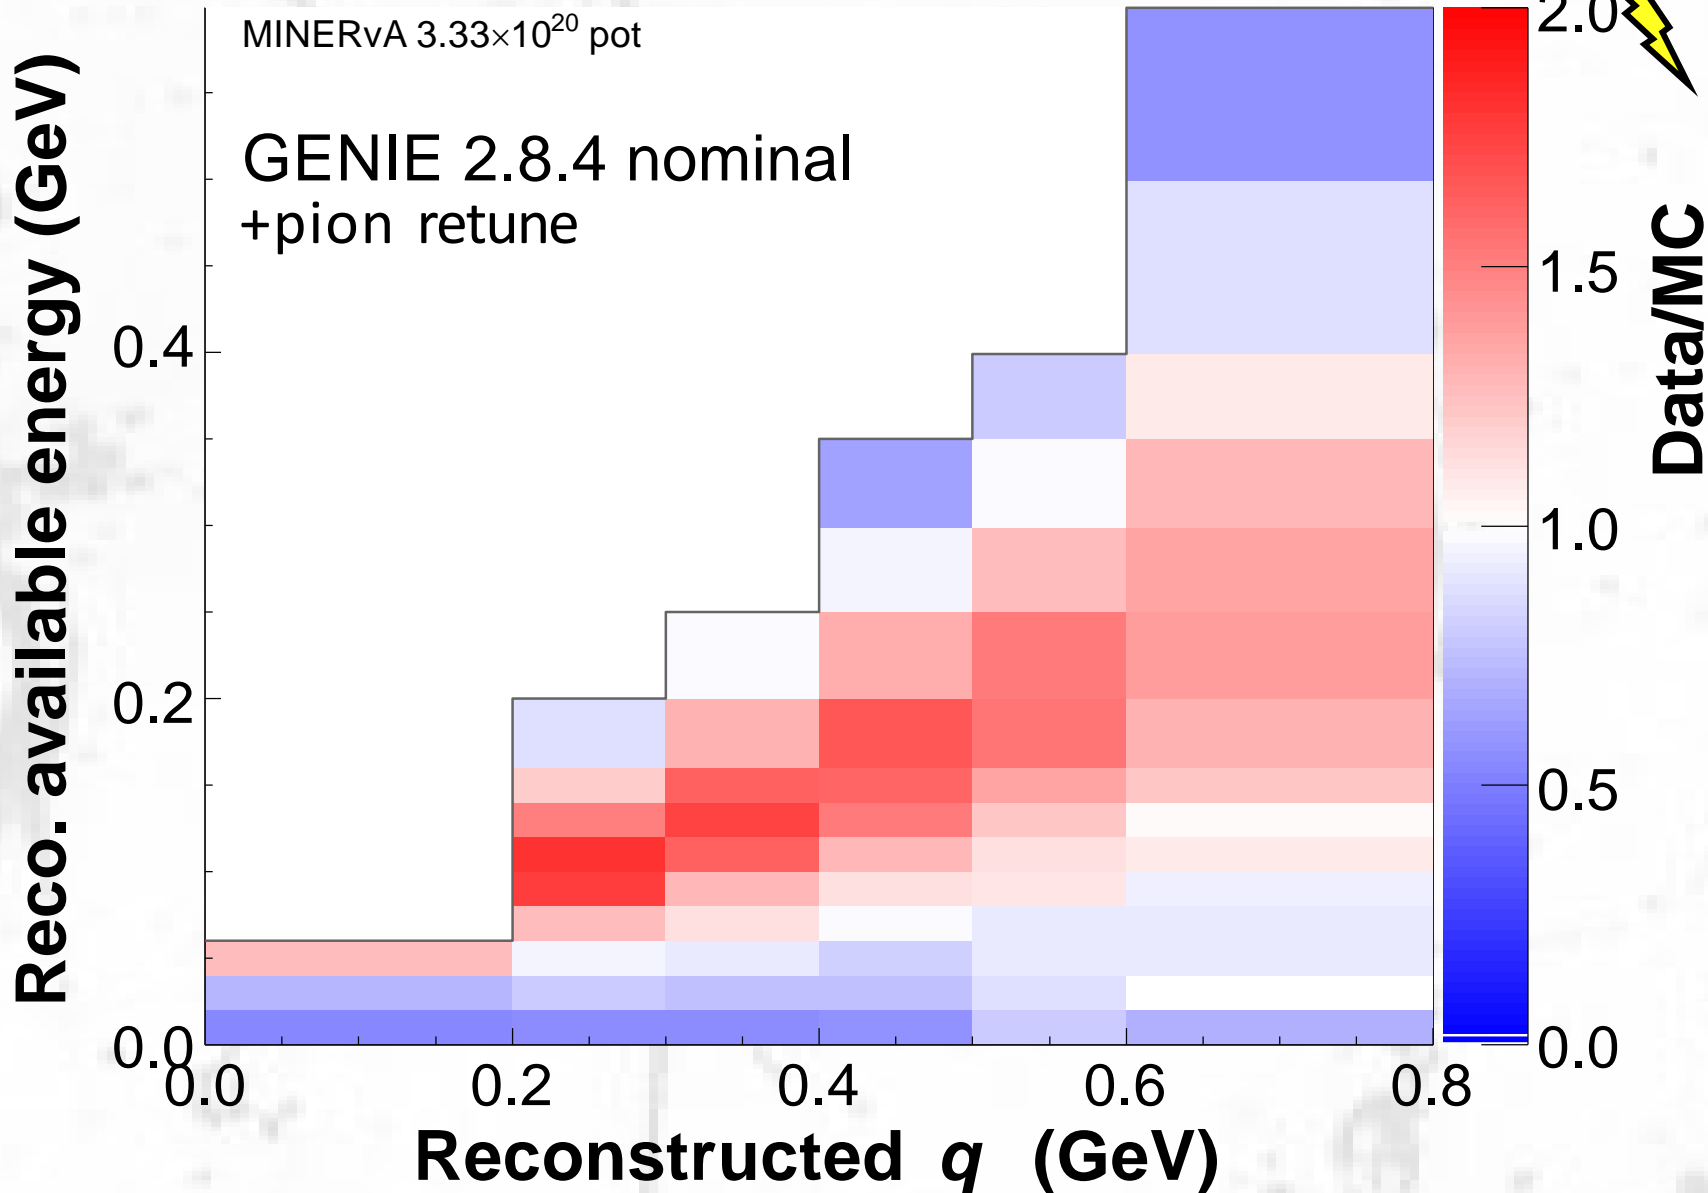 MINERvA 3.33×10²⁰ pot
2.0
GENIE 2.8.4 nominal
+pion retune
Reco. available energy (GeV)
Data/MC
1.5
0.4
1.0
0.2
0.5
0.0
0.0
0.0 0.2 0.4 0.6 0.8
Reconstructed q (GeV)